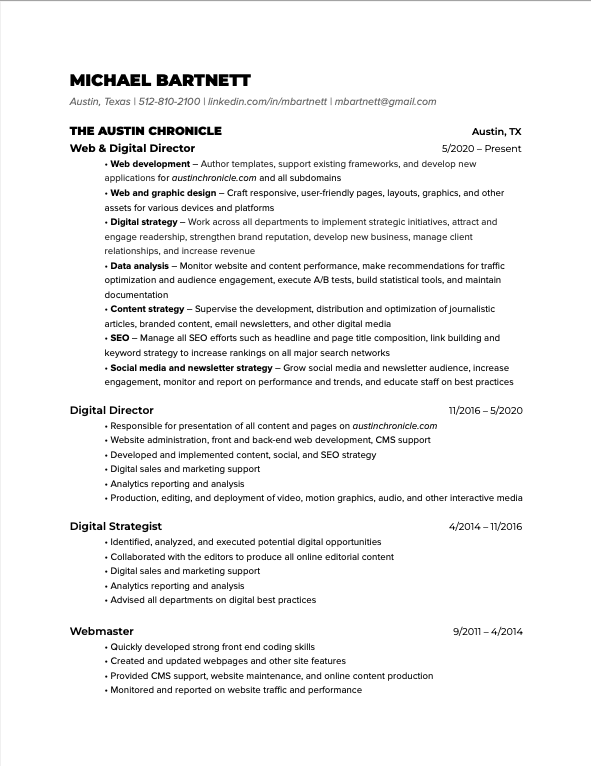 MICHAEL BARTNETT
Austin, Texas | 512-810-2100 | linkedin.com/in/mbartnett | mbartnett@gmail.com
THE AUSTIN CHRONICLE Austin, TX
Web & Digital Director 5/2020 – Present
• Web development – Author templates, support existing frameworks, and develop new
applications for austinchronicle.com and all subdomains
• Web and graphic design – Craft responsive, user-friendly pages, layouts, graphics, and other
assets for various devices and platforms
• Digital strategy – Work across all departments to implement strategic initiatives, attract and
engage readership, strengthen brand reputation, develop new business, manage client
relationships, and increase revenue
• Data analysis – Monitor website and content performance, make recommendations for traffic
optimization and audience engagement, execute A/B tests, build statistical tools, and maintain
documentation
• Content strategy – Supervise the development, distribution and optimization of journalistic
articles, branded content, email newsletters, and other digital media
• SEO – Manage all SEO efforts such as headline and page title composition, link building and
keyword strategy to increase rankings on all major search networks
• Social media and newsletter strategy – Grow social media and newsletter audience, increase
engagement, monitor and report on performance and trends, and educate staff on best practices
Digital Director 11/2016 – 5/2020
• Responsible for presentation of all content and pages on austinchronicle.com
• Website administration, front and back-end web development, CMS support
• Developed and implemented content, social, and SEO strategy
• Digital sales and marketing support
• Analytics reporting and analysis
• Production, editing, and deployment of video, motion graphics, audio, and other interactive media
Digital Strategist 4/2014 – 11/2016
• Identified, analyzed, and executed potential digital opportunities
• Collaborated with the editors to produce all online editorial content
• Digital sales and marketing support
• Analytics reporting and analysis
• Advised all departments on digital best practices
Webmaster 9/2011 – 4/2014
• Quickly developed strong front end coding skills
• Created and updated webpages and other site features
• Provided CMS support, website maintenance, and online content production
• Monitored and reported on website traffic and performance